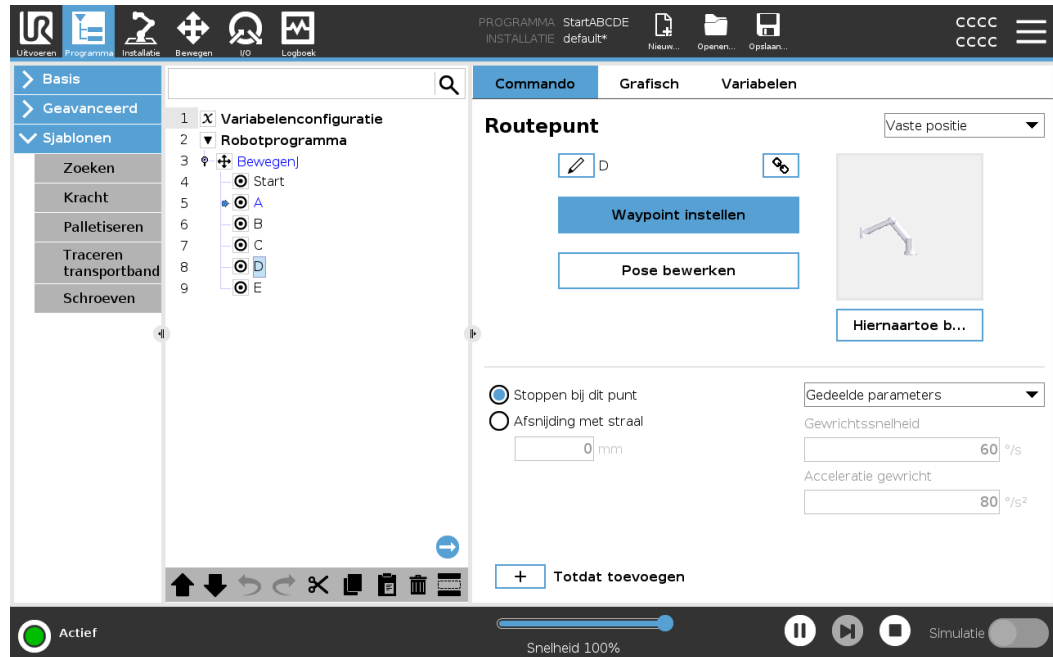 PROGRAMMA StartABCDE
INSTALLATIE default*
CCCC
CCCC
Uitvoeren Programma Installatie Bewegen I/O Logboek
Nieuw... Openen... Opslaan...
Basis
Geavanceerd
Sjablonen
Zoeken
Kracht
Palletiseren
Traceren
transportband
Schroeven
1 X Variabelenconfiguratie
2 Robotprogramma
3 BewegenJ
4 Start
5 A
6 B
7 C
8 D
9 E
Commando Grafisch Variabelen
Routepunt
Vaste positie
D
Waypoint instellen
Pose bewerken
Hiernaartoe b...
Stoppen bij dit punt
Gedeelde parameters
Afsnijding met straal
0 mm
Gewrichtssnelheid
60 °/s
Acceleratie gewricht
80 °/s²
+ Totdat toevoegen
Actief
Snelheid 100%
Simulatie